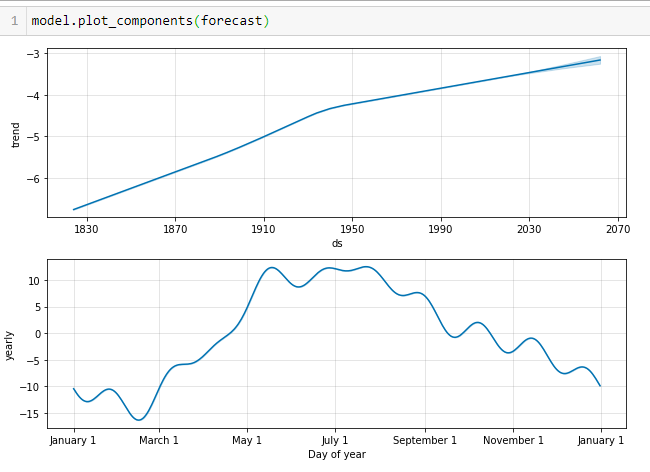 1 model.plot_components(forecast)
−3
−4
−5
−6
trend
1830 1870 1910 1950 1990 2030 2070
ds
10
5
0
−5
−10
−15
yearly
January 1 March 1 May 1 July 1 September 1 November 1 January 1
Day of year